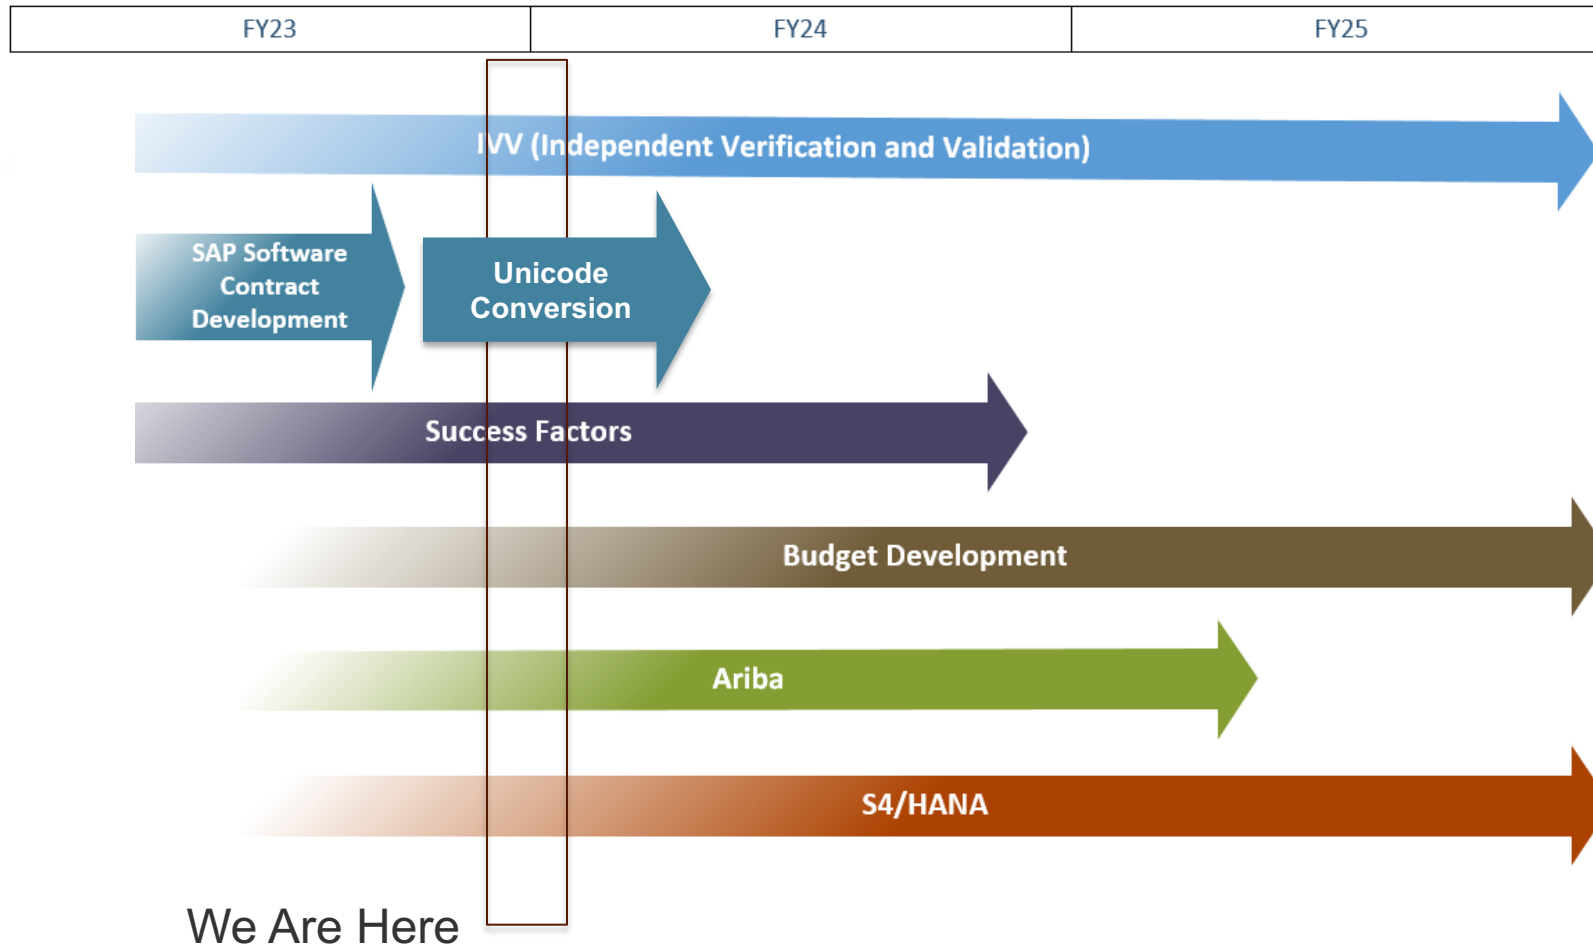 FY23 FY24 FY25
IVV (Independent Verification and Validation)
SAP Software
Contract
Development
Unicode
Conversion
Success Factors
Budget Development
Ariba
S4/HANA
We Are Here